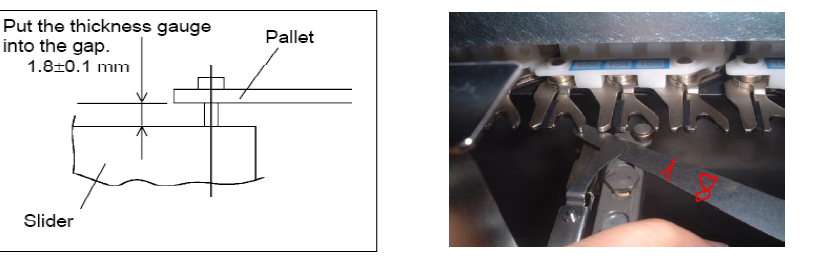 Put the thickness gauge
into the gap.
1.8±0.1 mm
Pallet
Slider
1 8